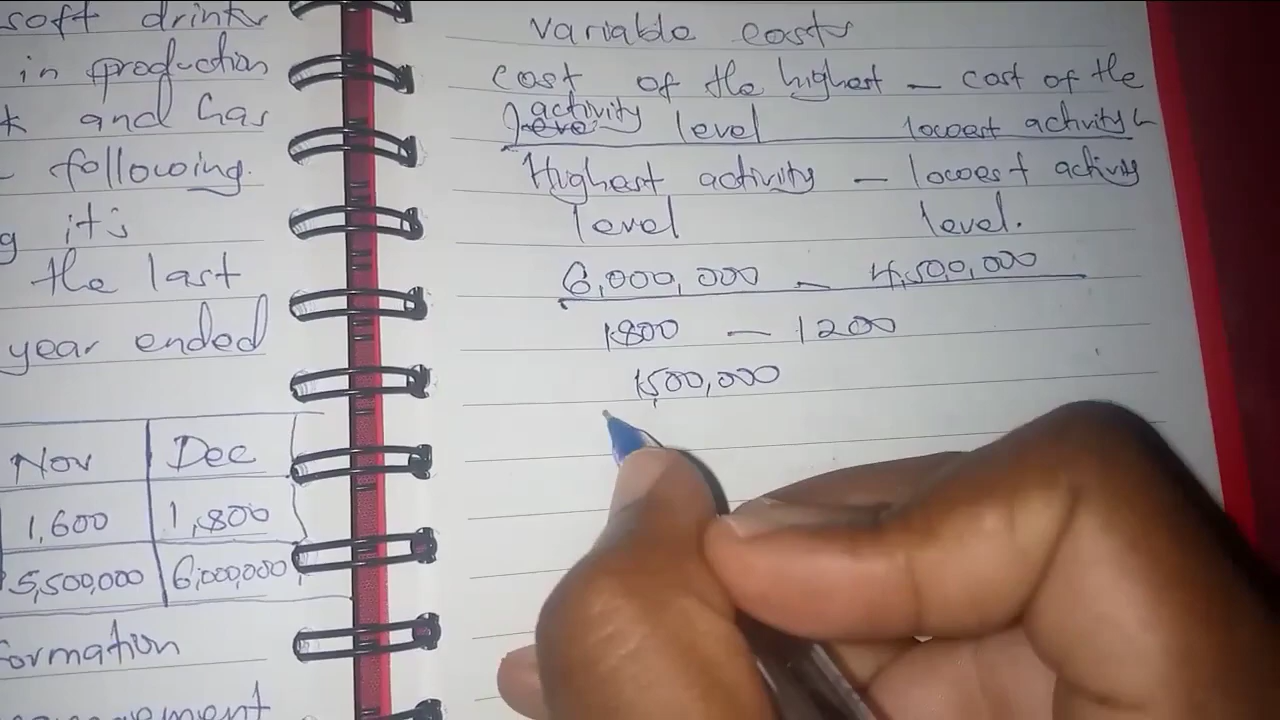 soft drinks
in production
and has
following.
it's
the last
year ended
Nov Dec
1,600 1,800
5,500,000 6,000,000
formation
variable costs
cost of the highest - cost of the
activity level lowest activity L
Highest activity - lowest activity
level level.
6,000,000 - 4,500,000
1800 - 1200
1,500,000